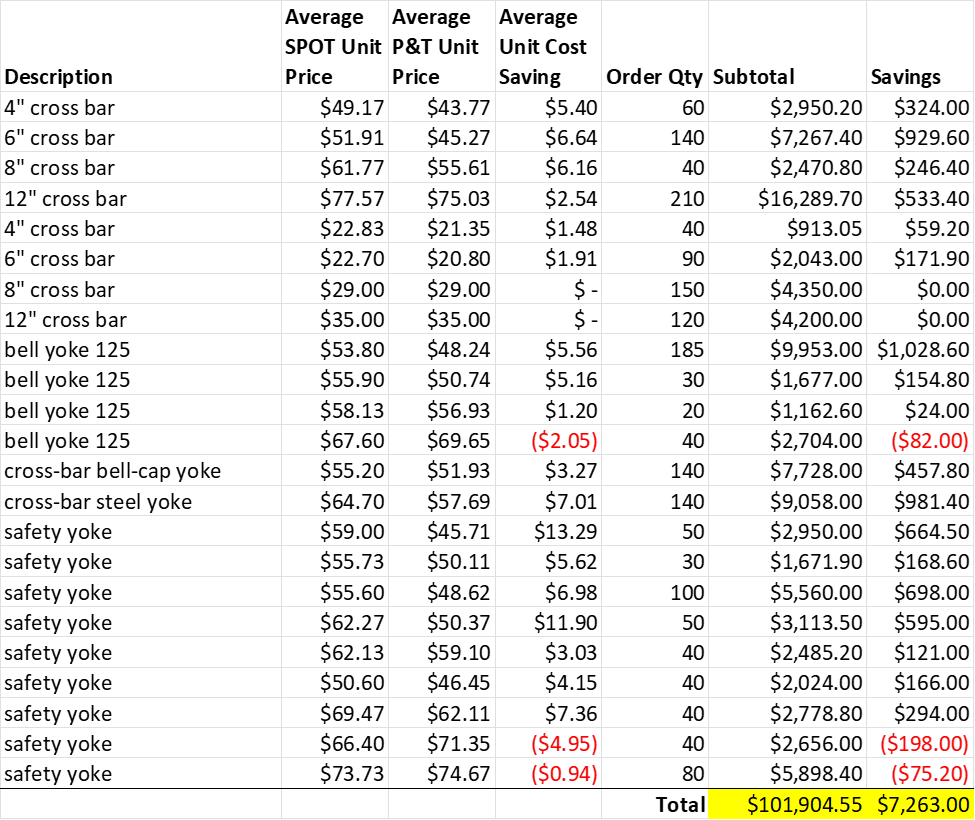 Description Average SPOT Unit Price Average P&T Unit Price Average Unit Cost Saving Order Qty Subtotal Savings
4" cross bar $49.17 $43.77 $5.40 60 $2,950.20 $324.00
6" cross bar $51.91 $45.27 $6.64 140 $7,267.40 $929.60
8" cross bar $61.77 $55.61 $6.16 40 $2,470.80 $246.40
12" cross bar $77.57 $75.03 $2.54 210 $16,289.70 $533.40
4" cross bar $22.83 $21.35 $1.48 40 $913.05 $59.20
6" cross bar $22.70 $20.80 $1.91 90 $2,043.00 $171.90
8" cross bar $29.00 $29.00 $ - 150 $4,350.00 $0.00
12" cross bar $35.00 $35.00 $ - 120 $4,200.00 $0.00
bell yoke 125 $53.80 $48.24 $5.56 185 $9,953.00 $1,028.60
bell yoke 125 $55.90 $50.74 $5.16 30 $1,677.00 $154.80
bell yoke 125 $58.13 $56.93 $1.20 20 $1,162.60 $24.00
bell yoke 125 $67.60 $69.65 ($2.05) 40 $2,704.00 ($82.00)
cross-bar bell-cap yoke $55.20 $51.93 $3.27 140 $7,728.00 $457.80
cross-bar steel yoke $64.70 $57.69 $7.01 140 $9,058.00 $981.40
safety yoke $59.00 $45.71 $13.29 50 $2,950.00 $664.50
safety yoke $55.73 $50.11 $5.62 30 $1,671.90 $168.60
safety yoke $55.60 $48.62 $6.98 100 $5,560.00 $698.00
safety yoke $62.27 $50.37 $11.90 50 $3,113.50 $595.00
safety yoke $62.13 $59.10 $3.03 40 $2,485.20 $121.00
safety yoke $50.60 $46.45 $4.15 40 $2,024.00 $166.00
safety yoke $69.47 $62.11 $7.36 40 $2,778.80 $294.00
safety yoke $66.40 $71.35 ($4.95) 40 $2,656.00 ($198.00)
safety yoke $73.73 $74.67 ($0.94) 80 $5,898.40 ($75.20)
Total $101,904.55 $7,263.00